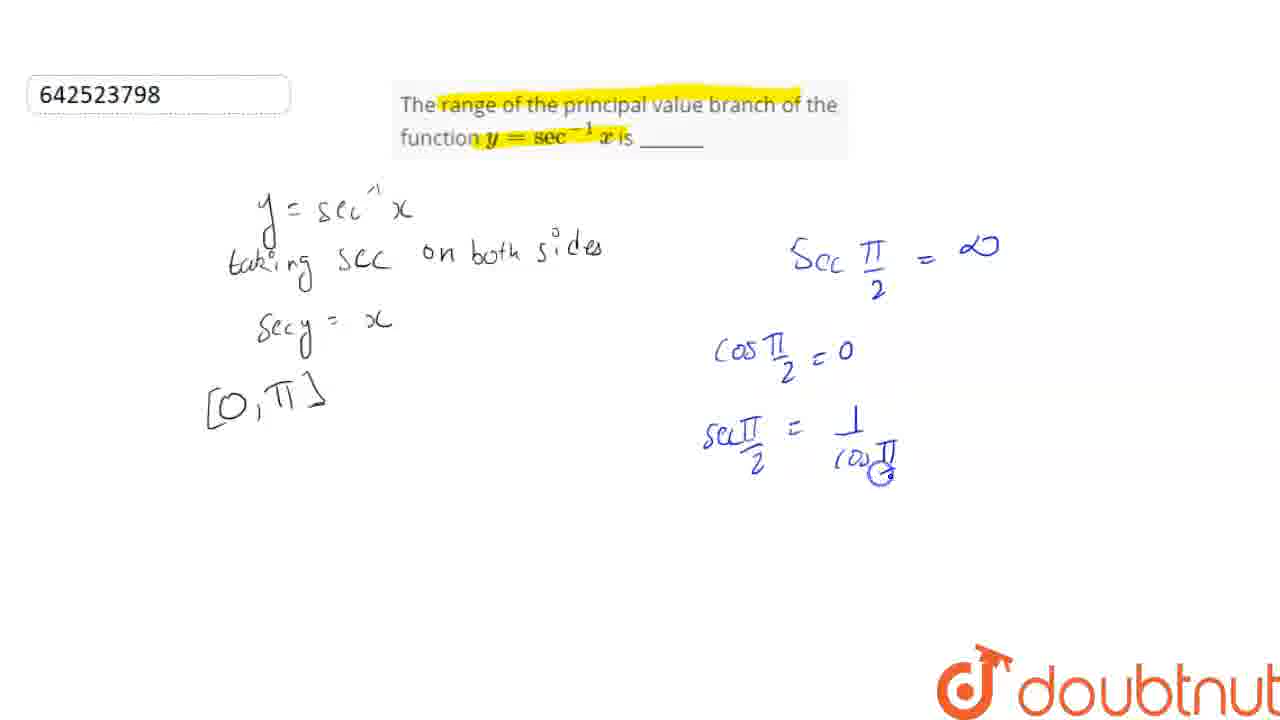 642523798
The range of the principal value branch of the
function y = sec⁻¹ x is ______
y = sec⁻¹ x
taking sec on both sides
sec y = x
[0, π]
Sec π/2 = ∞
cos π/2 = 0
sec π/2 = 1/cos π
doubtnut